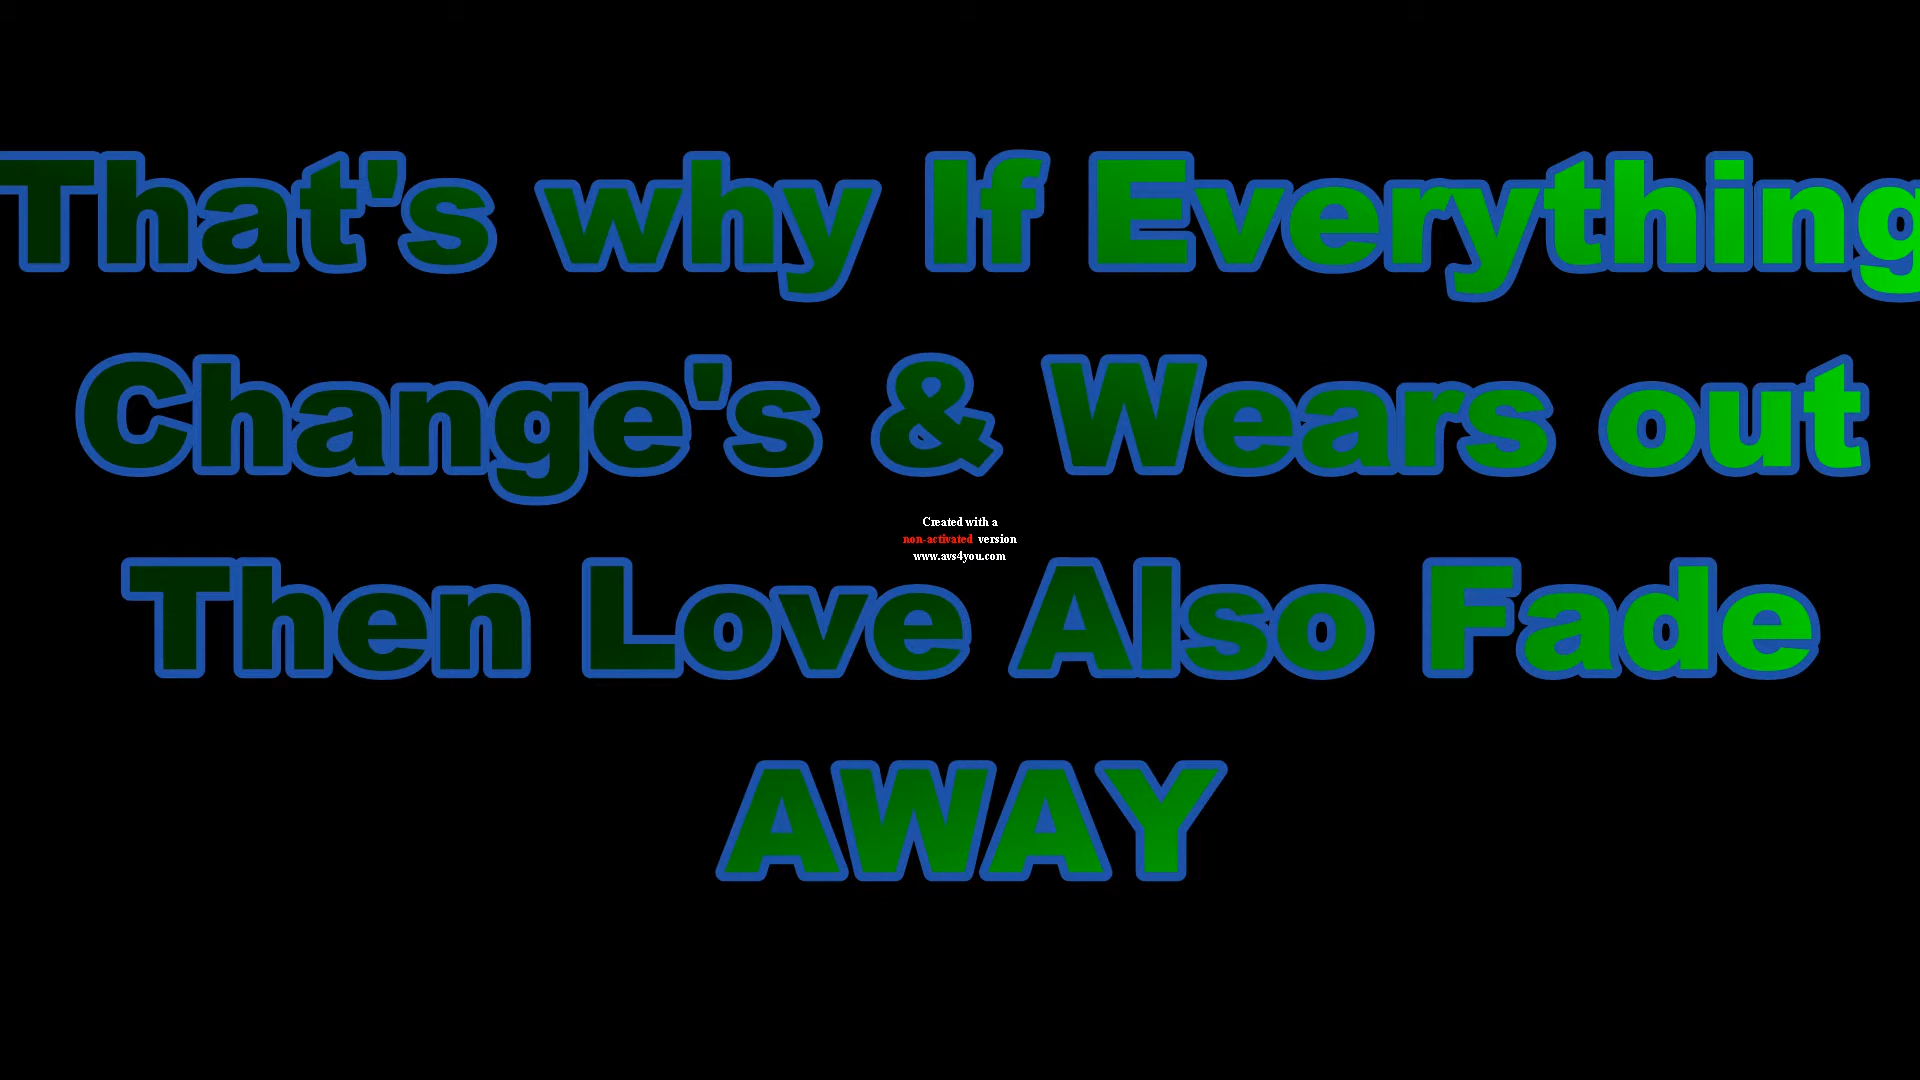 That's why If Everything
Change's & Wears out
Created with a
non-activated version
www.avs4you.com
Then Love Also Fade
AWAY